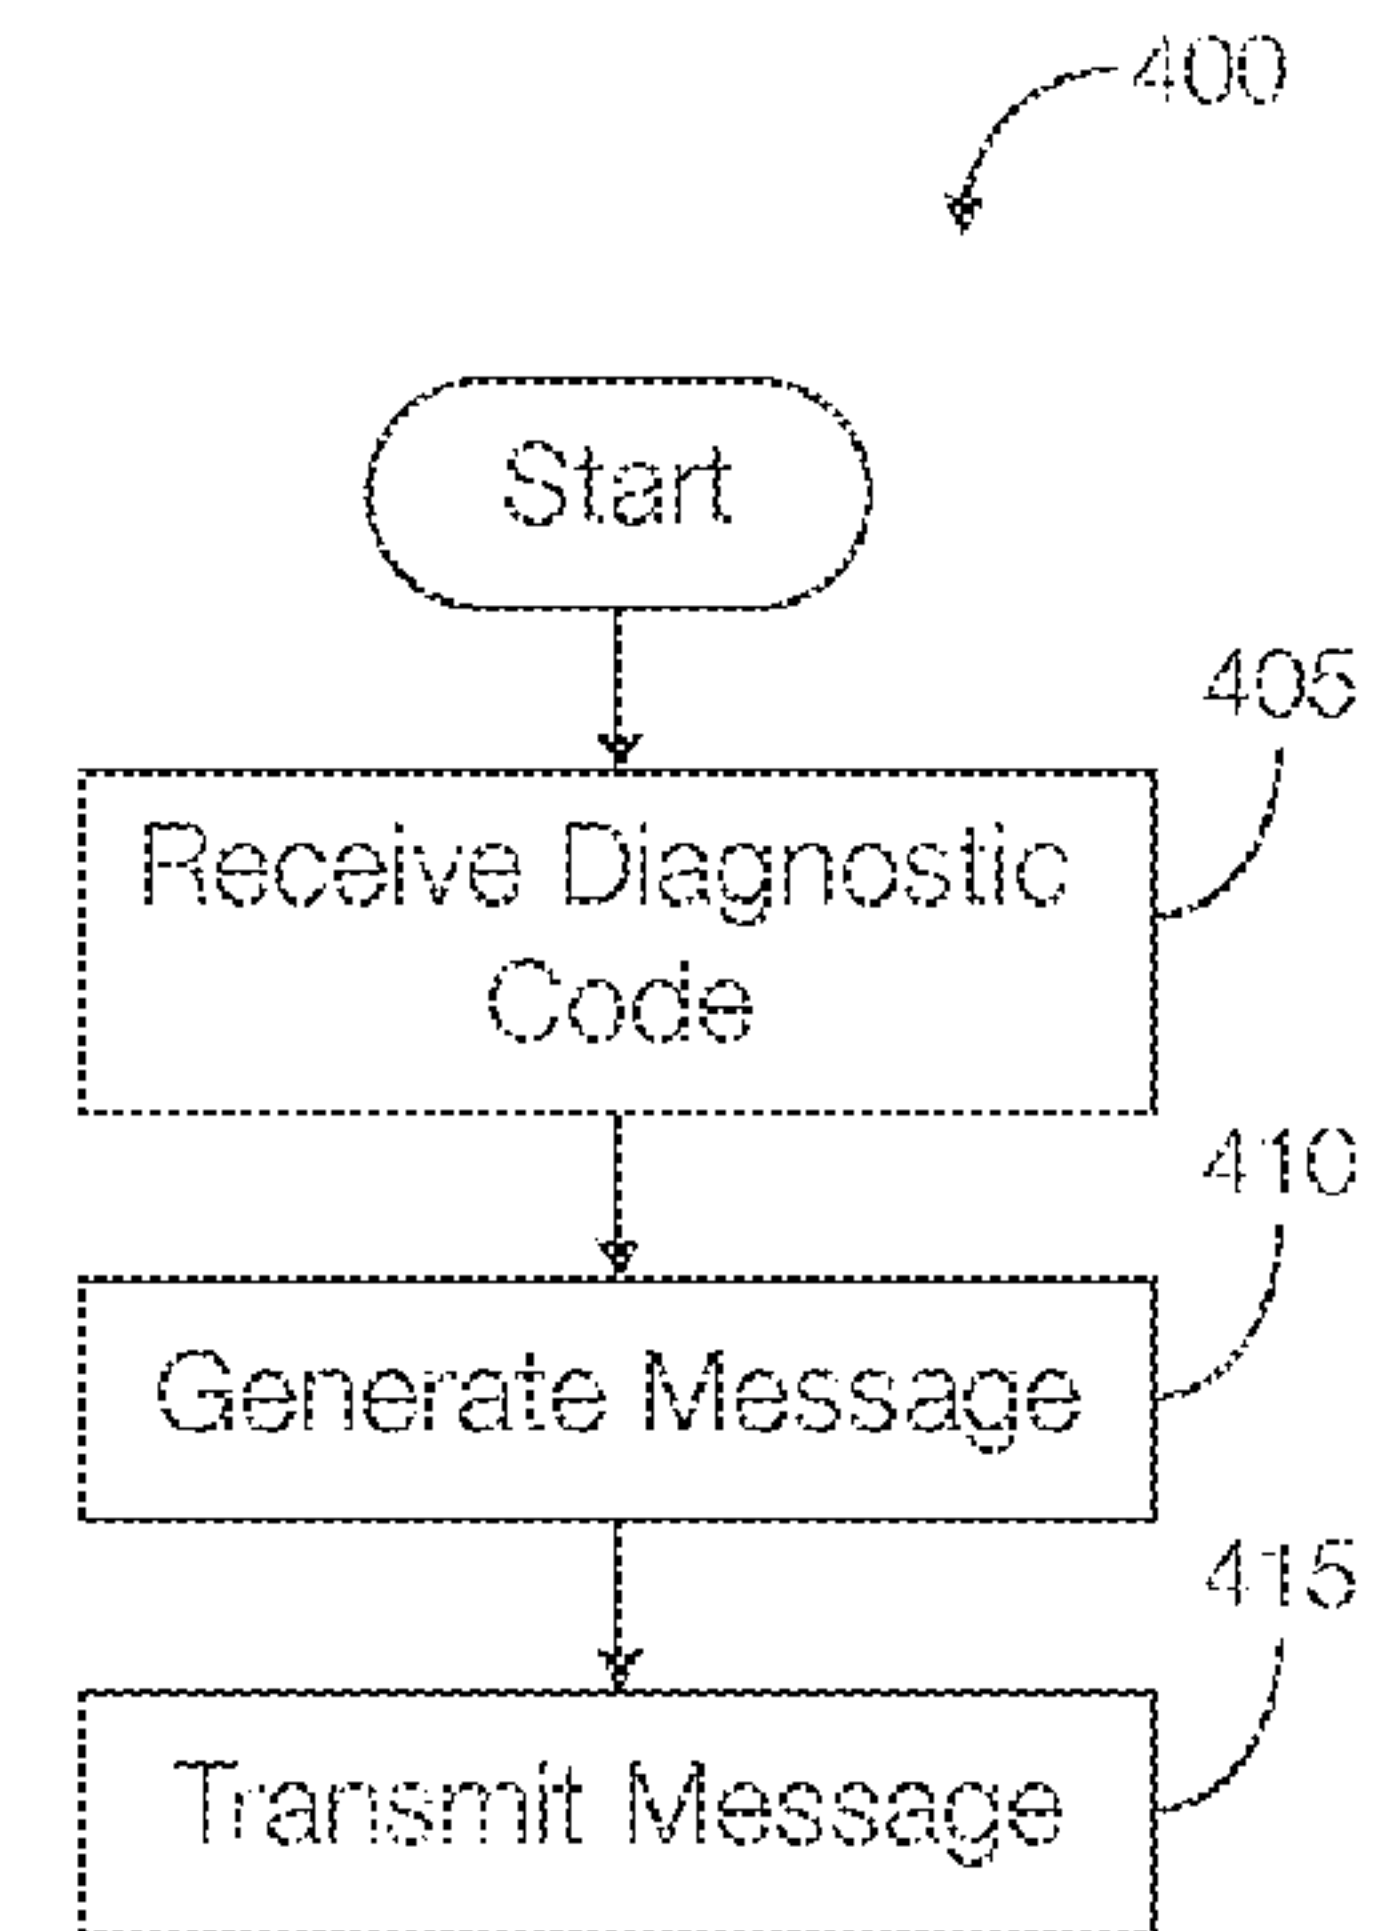 400
Start
405
Receive Diagnostic
Code
410
Generate Message
415
Transmit Message